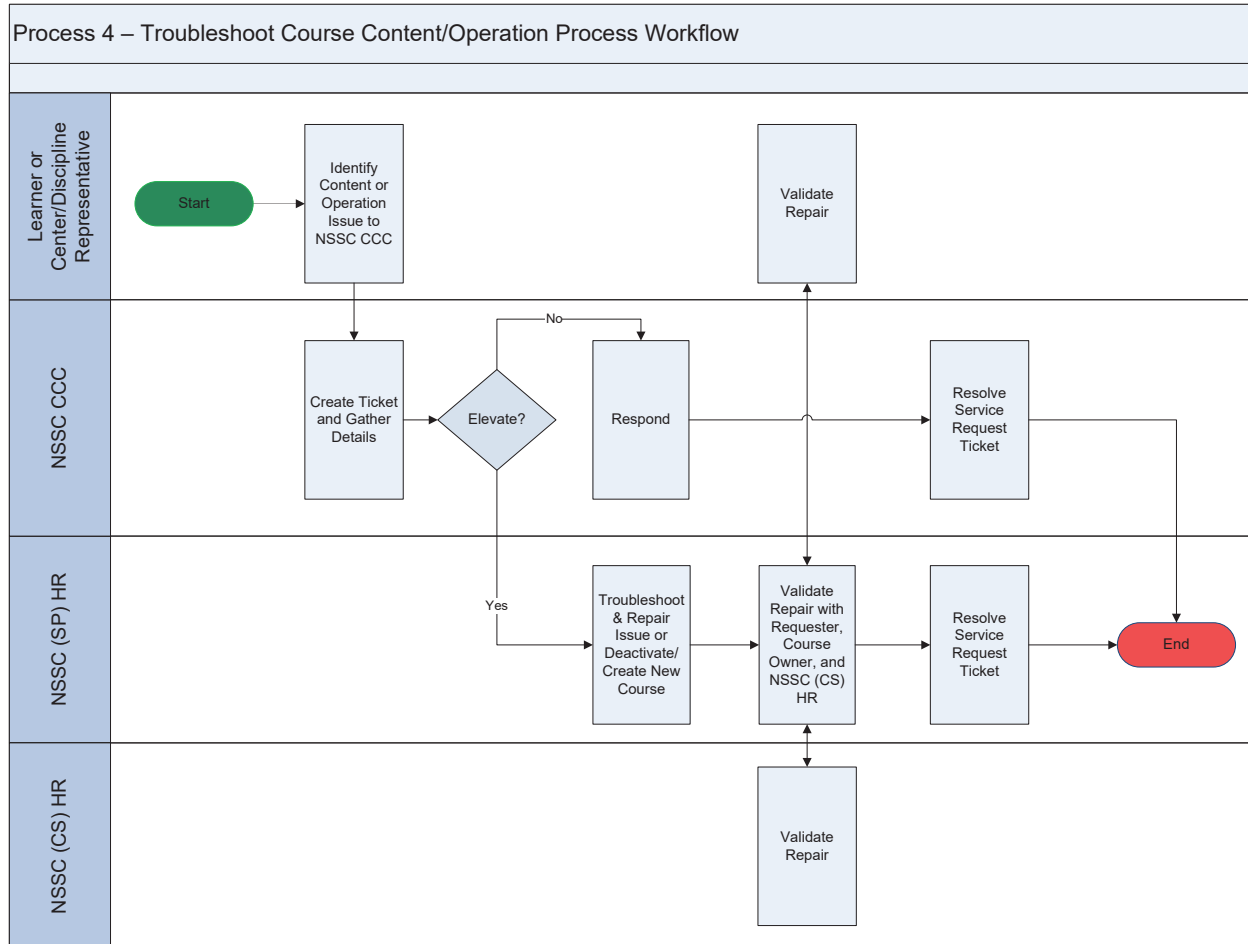 Process 4 – Troubleshoot Course Content/Operation Process Workflow
Learner or
Center/Discipline
Representative
Start
Identify
Content or
Operation
Issue to
NSSC CCC
Validate
Repair
NSSC CCC
Create Ticket
and Gather
Details
Elevate?
No
Respond
Resolve
Service
Request
Ticket
NSSC (SP) HR
Yes
Troubleshoot
& Repair
Issue or
Deactivate/
Create New
Course
Validate
Repair with
Requester,
Course
Owner, and
NSSC (CS)
HR
Resolve
Service
Request
Ticket
End
NSSC (CS) HR
Validate
Repair